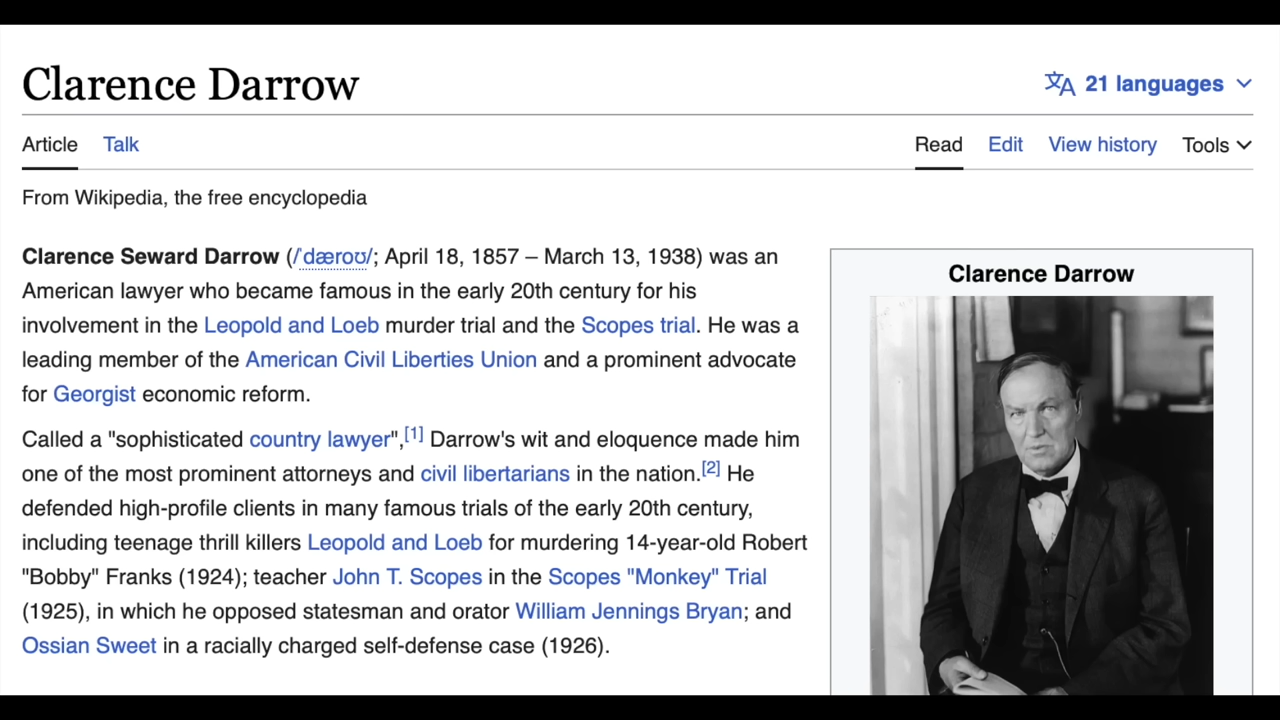 Clarence Darrow
21 languages
Article Talk
Read Edit View history Tools
From Wikipedia, the free encyclopedia
Clarence Seward Darrow (/ˈdæroʊ/; April 18, 1857 – March 13, 1938) was an
American lawyer who became famous in the early 20th century for his
involvement in the Leopold and Loeb murder trial and the Scopes trial. He was a
leading member of the American Civil Liberties Union and a prominent advocate
for Georgist economic reform.
Called a "sophisticated country lawyer",[1] Darrow's wit and eloquence made him
one of the most prominent attorneys and civil libertarians in the nation.[2] He
defended high-profile clients in many famous trials of the early 20th century,
including teenage thrill killers Leopold and Loeb for murdering 14-year-old Robert
"Bobby" Franks (1924); teacher John T. Scopes in the Scopes "Monkey" Trial
(1925), in which he opposed statesman and orator William Jennings Bryan; and
Ossian Sweet in a racially charged self-defense case (1926).
Clarence Darrow